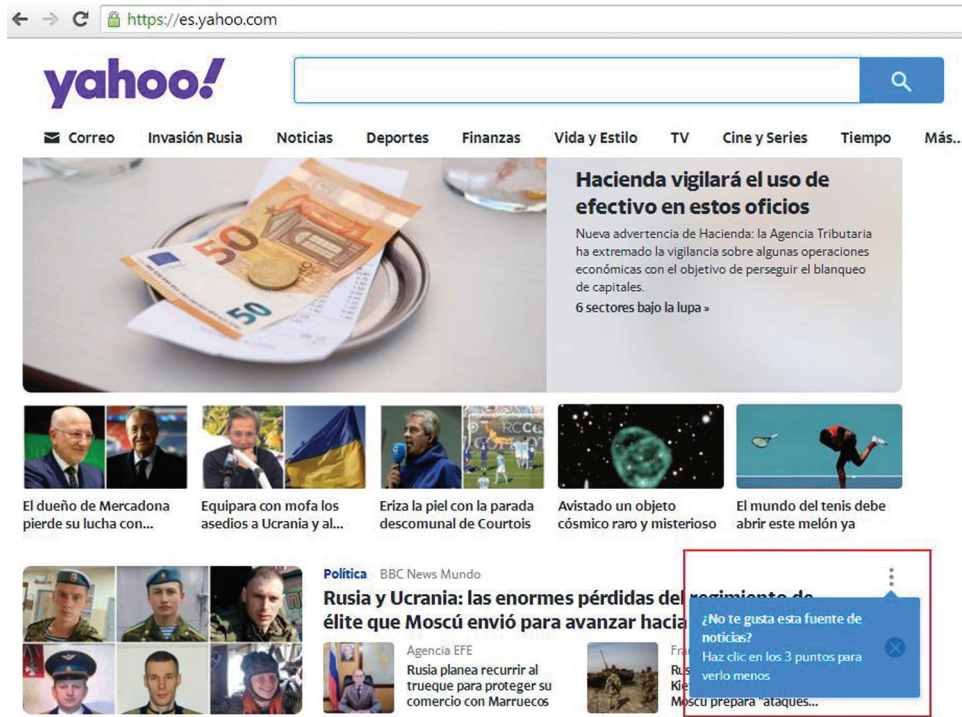 https://es.yahoo.com
yahoo!
Correo Invasión Rusia Noticias Deportes Finanzas Vida y Estilo TV Cine y Series Tiempo Más...
Hacienda vigilará el uso de
efectivo en estos oficios
Nueva advertencia de Hacienda: la Agencia Tributaria
ha extremado la vigilancia sobre algunas operaciones
económicas con el objetivo de perseguir el blanqueo
de capitales.
6 sectores bajo la lupa »
50
50
RCC
El dueño de Mercadona
pierde su lucha con...
Equipara con mofa los
asedios a Ucrania y al...
Eriza la piel con la parada
descomunal de Courtois
Avistado un objeto
cósmico raro y misterioso
El mundo del tenis debe
abrir este melón ya
Política BBC News Mundo
Rusia y Ucrania: las enormes pérdidas del regimiento de
élite que Moscú envió para avanzar hacia
Agencia EFE
Rusia planea recurrir al
trueque para proteger su
comercio con Marruecos
Moscú prepara "ataques...
¿No te gusta esta fuente de
noticias?
Haz clic en los 3 puntos para
verlo menos